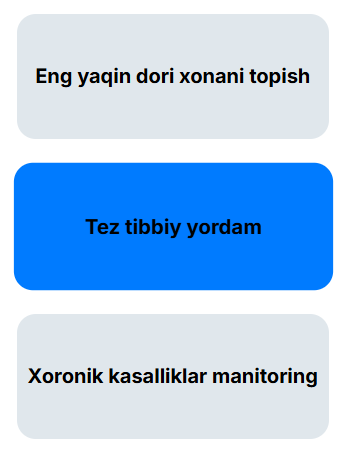 Eng yaqin dori xonani topish
Tez tibbiy yordam
Xoronik kasalliklar manitoring